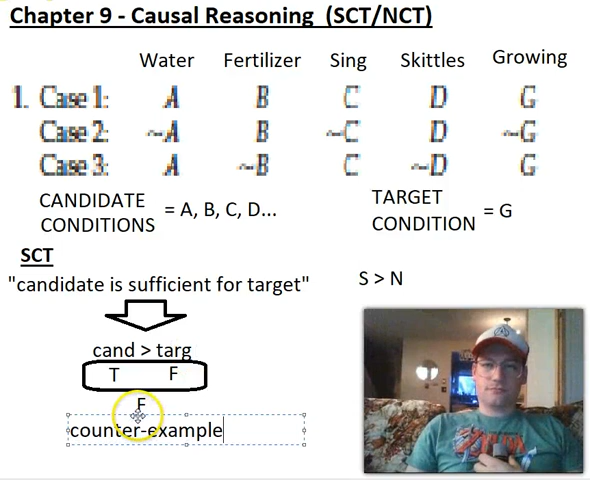 Chapter 9 - Causal Reasoning (SCT/NCT)
Water Fertilizer Sing Skittles Growing
1. Case 1: A B C D G
Case 2: ~A B ~C D ~G
Case 3: A ~B C ~D G
CANDIDATE CONDITIONS = A, B, C, D...
TARGET CONDITION = G
SCT
"candidate is sufficient for target"
S > N
cand > targ
T F
F
counter-example